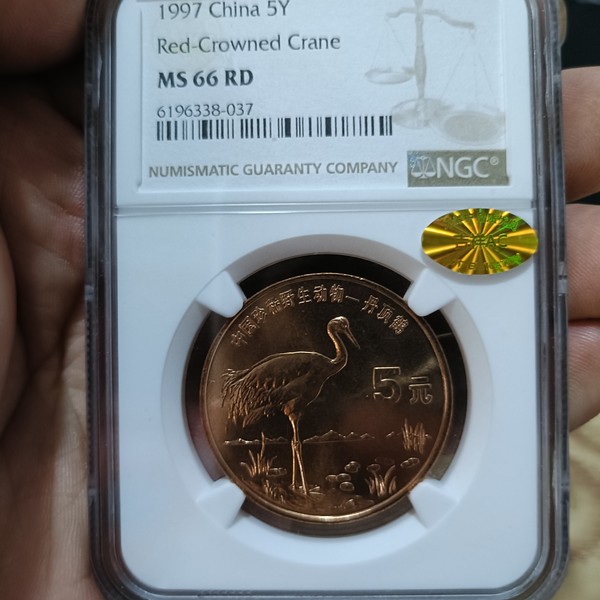 1997 China 5Y
Red-Crowned Crane
MS 66 RD
6196338-037
NUMISMATIC GUARANTY COMPANY
NGC®
中国珍稀野生动物—丹顶鹤
5元